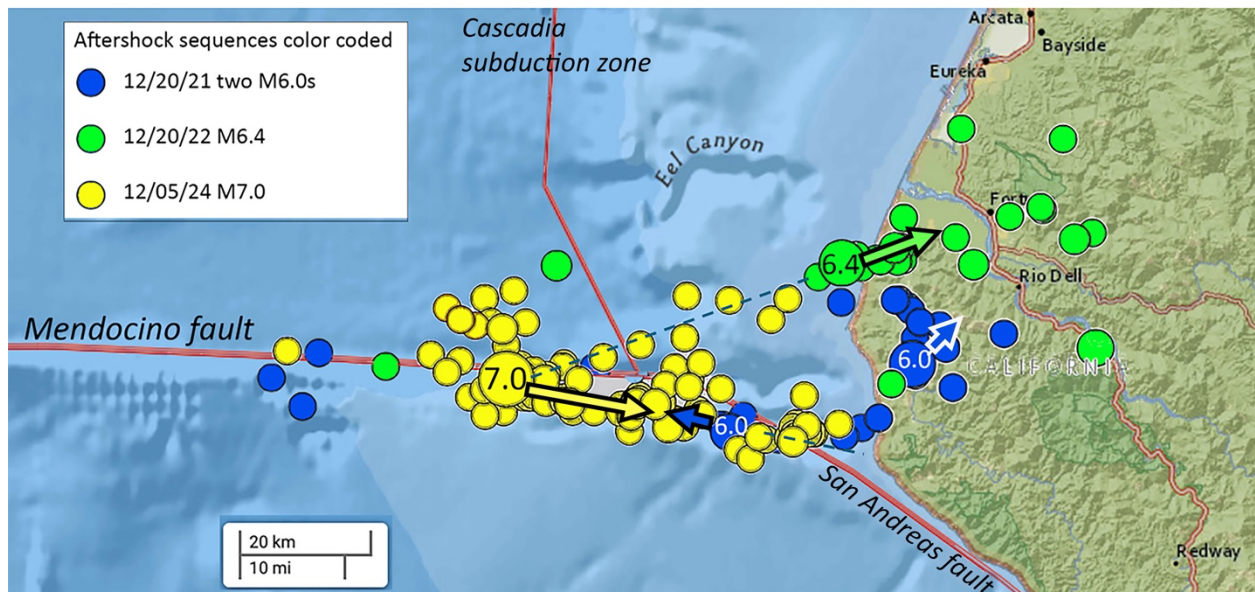 Aftershock sequences color coded
12/20/21 two M6.0s
12/20/22 M6.4
12/05/24 M7.0
Cascadia
subduction zone
Arcata
Bayside
Eureka
Eel Canyon
Fort
6.4
Rio Dell
Mendocino fault
6.0
CALIFORNIA
7.0
6.0
San Andreas fault
20 km
10 mi
Redway